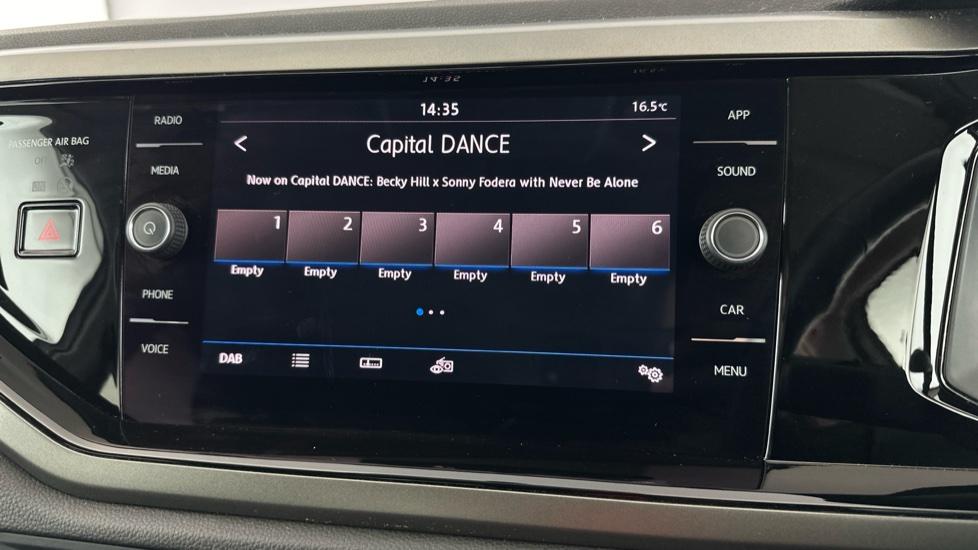 14:35
RADIO
14:35
16.5°C
APP
PASSENGER AIR BAG
< Capital DANCE >
MEDIA
SOUND
Now on Capital DANCE: Becky Hill x Sonny Fodera with Never Be Alone
1 2 3 4 5 6
Empty Empty Empty Empty Empty Empty
PHONE
CAR
VOICE
DAB
MENU